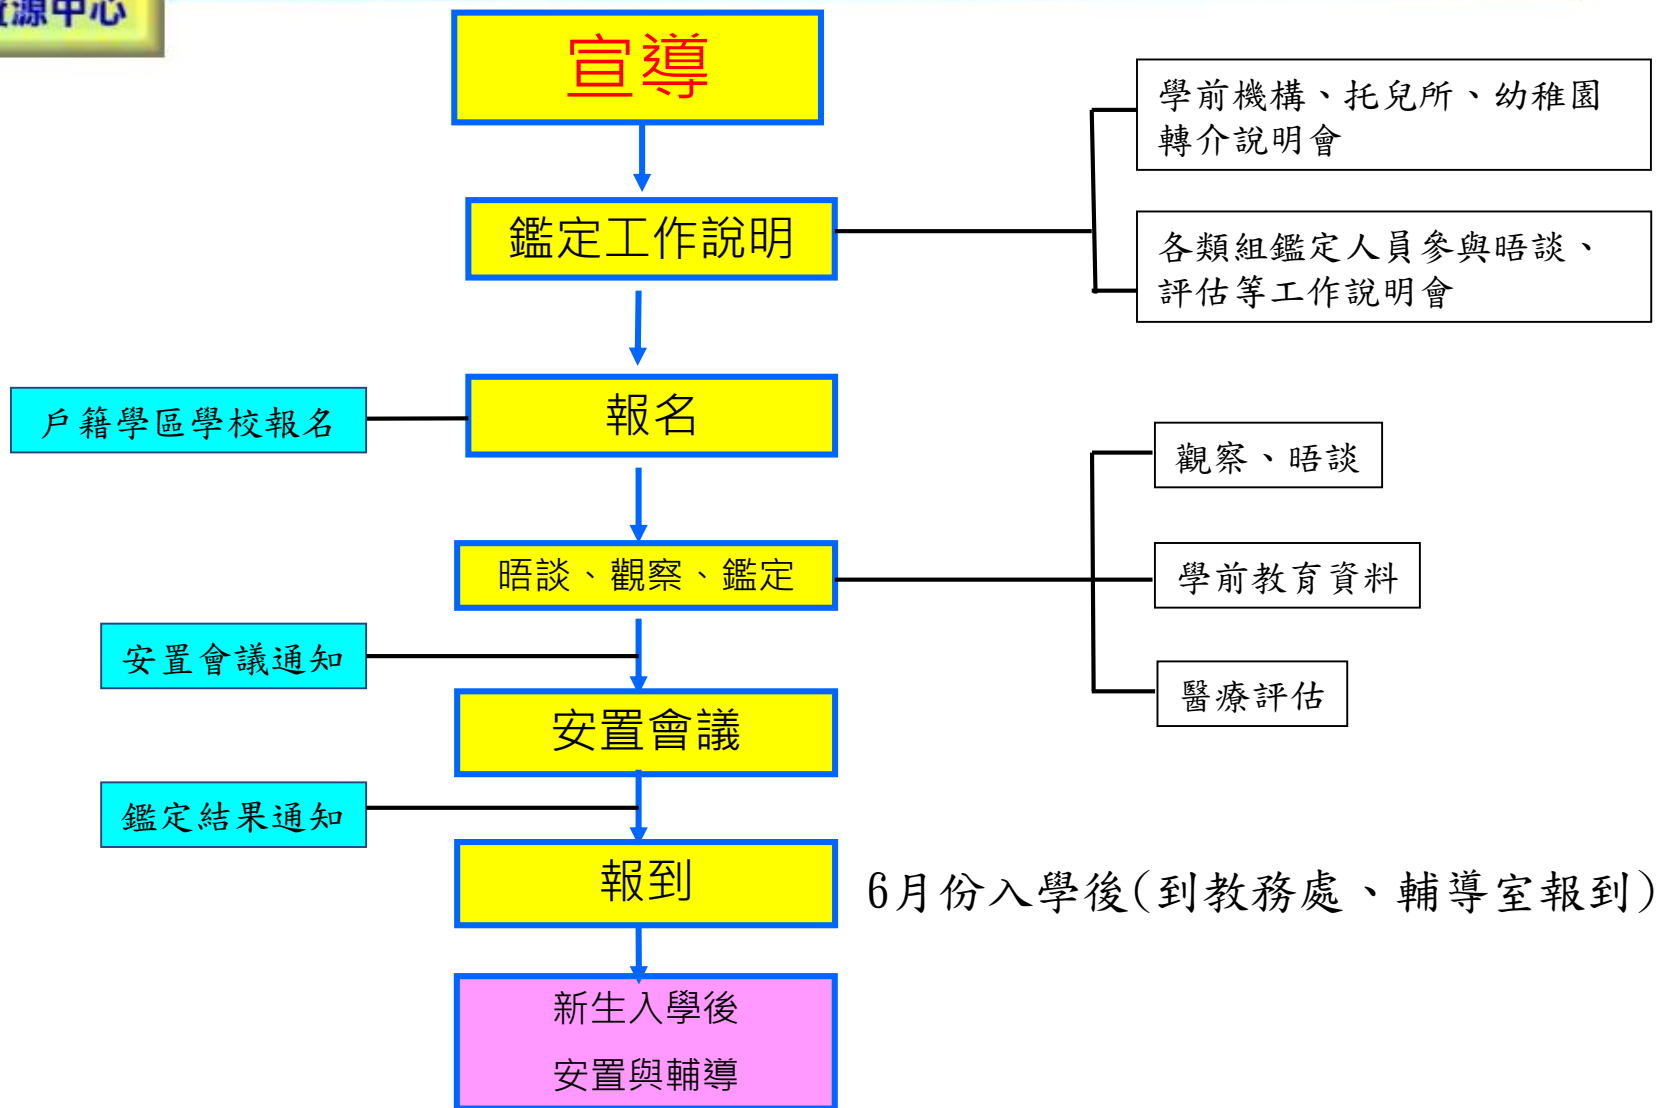 資源中心
宣導
學前機構、托兒所、幼稚園
轉介說明會
鑑定工作說明
各類組鑑定人員參與晤談、
評估等工作說明會
報名
戶籍學區學校報名
觀察、晤談
晤談、觀察、鑑定
學前教育資料
安置會議通知
醫療評估
安置會議
鑑定結果通知
報到
6月份入學後(到教務處、輔導室報到)
新生入學後
安置與輔導